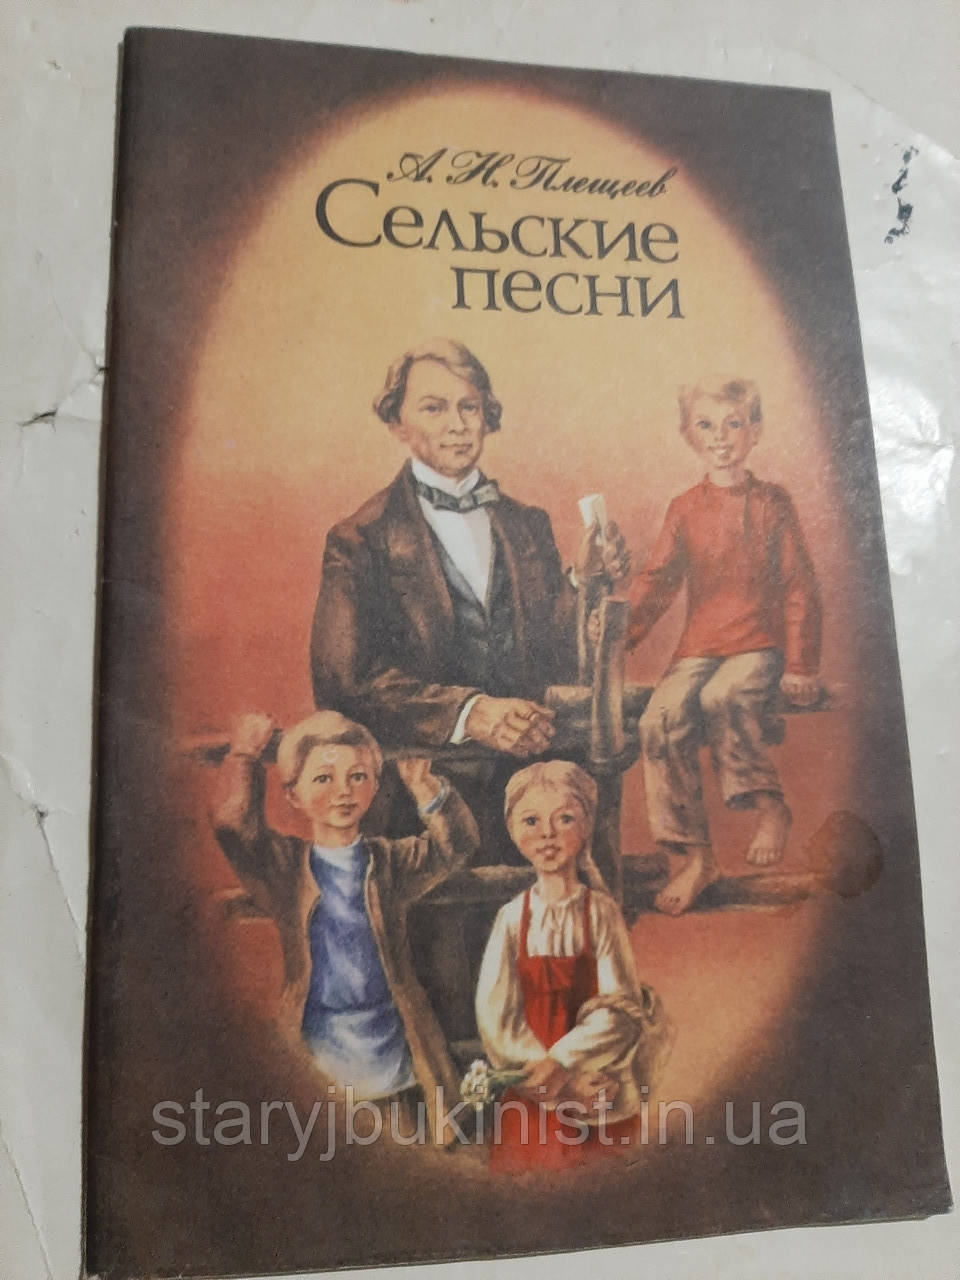 А. Н. Плещеев
Сельские
песни
staryjbukinist.in.ua